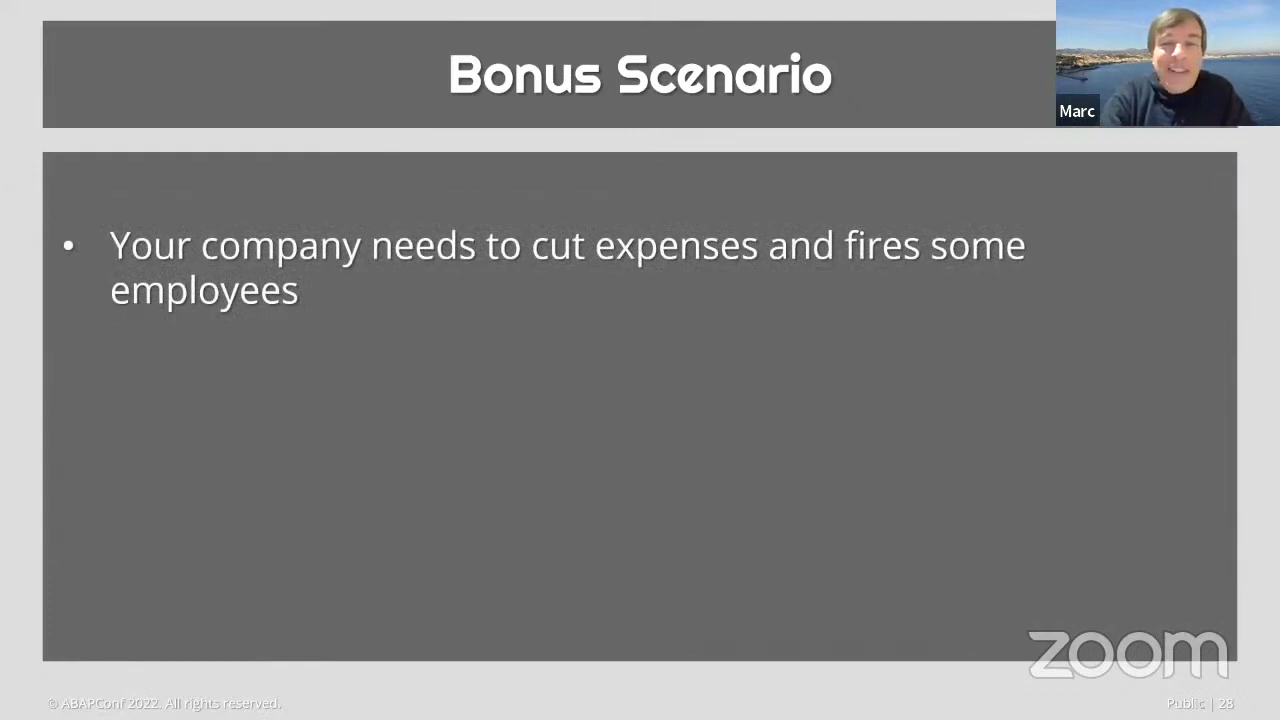 Bonus Scenario
Marc
• Your company needs to cut expenses and fires some
employees
zoom
© ABAPConf 2022. All rights reserved.
Public | 28